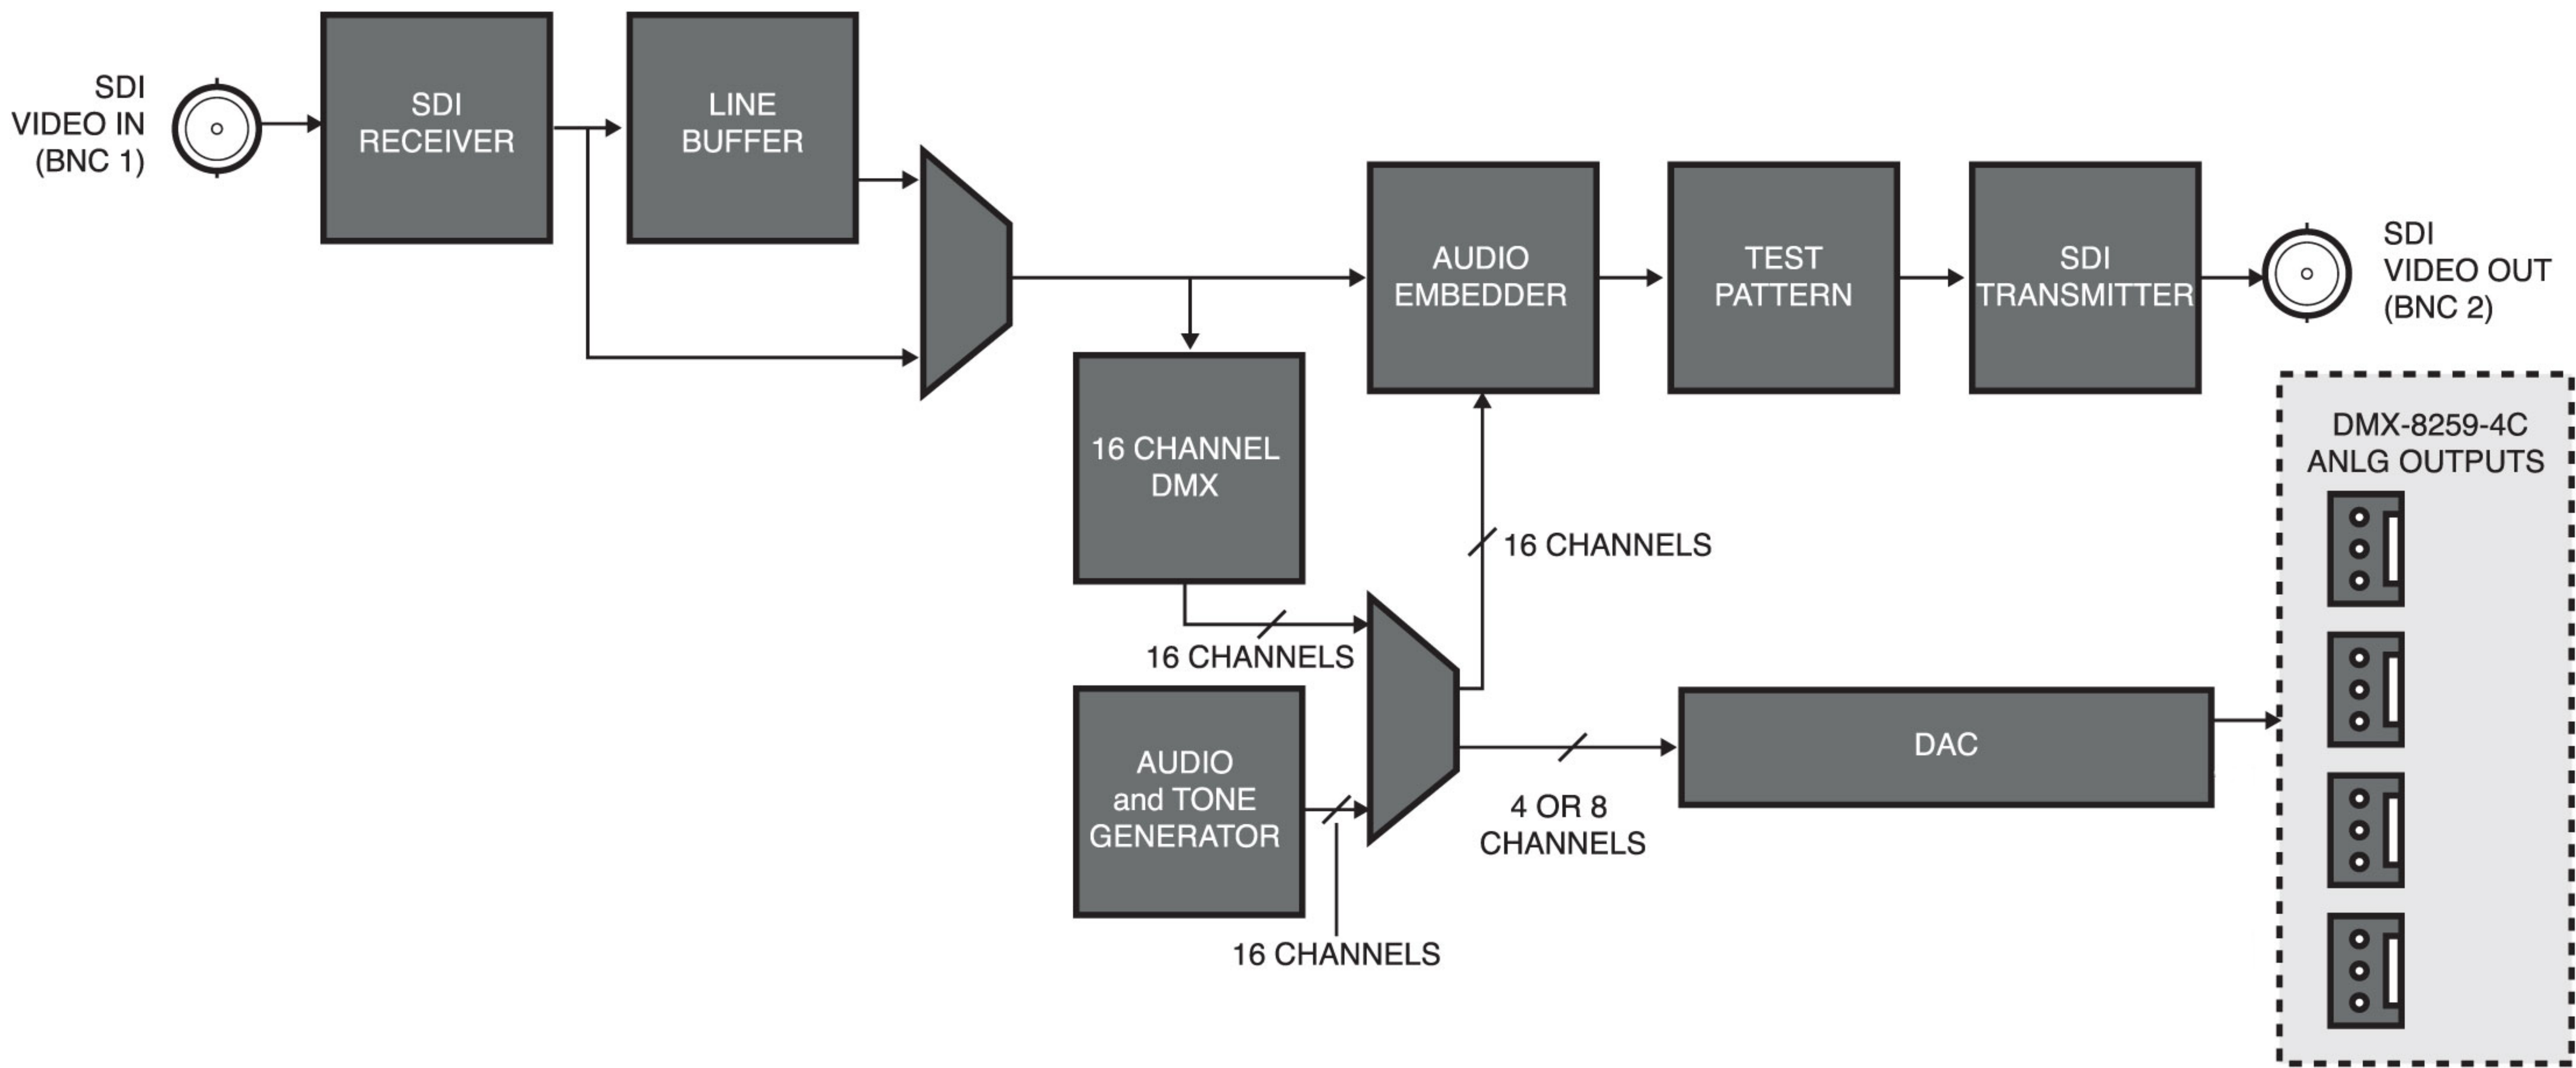 SDI
VIDEO IN
(BNC 1)
SDI
RECEIVER
LINE
BUFFER
AUDIO
EMBEDDER
TEST
PATTERN
SDI
TRANSMITTER
SDI
VIDEO OUT
(BNC 2)
16 CHANNEL
DMX
16 CHANNELS
16 CHANNELS
AUDIO
and TONE
GENERATOR
16 CHANNELS
4 OR 8
CHANNELS
DAC
DMX-8259-4C
ANLG OUTPUTS